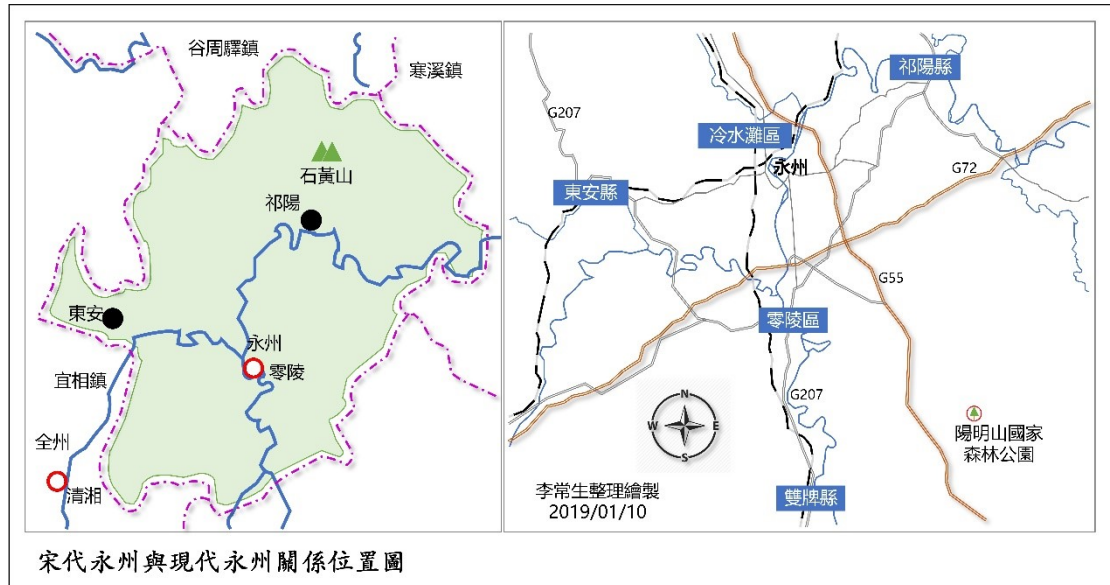 谷周驛鎮
寒溪鎮
石黃山
祁陽
東安
永州
零陵
宜相鎮
全州
清湘
祁陽縣
G207
冷水灘區
永州
G72
東安縣
G55
零陵區
G207
N
W
E
S
陽明山國家
森林公園
李常生整理繪製
2019/01/10
雙牌縣
宋代永州與現代永州關係位置圖